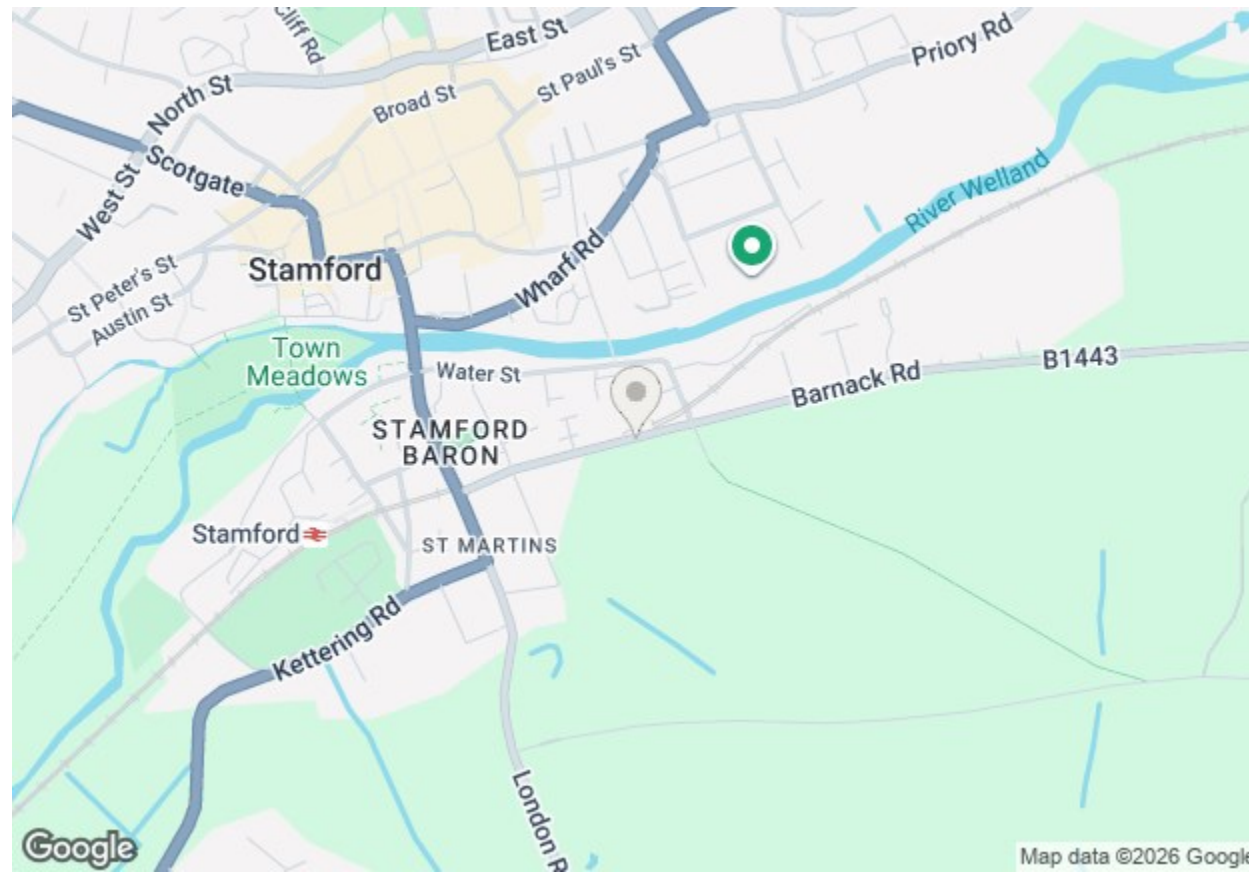 Cliff Rd
East St
Priory Rd
North St
Broad St
St Paul's St
Scotgate
West St
River Welland
Stamford
St Peter's St
Wharf Rd
Austin St
Town
Meadows
Water St
Barnack Rd
B1443
STAMFORD
BARON
Stamford
ST MARTINS
Kettering Rd
London R
Google
Map data ©2026 Google